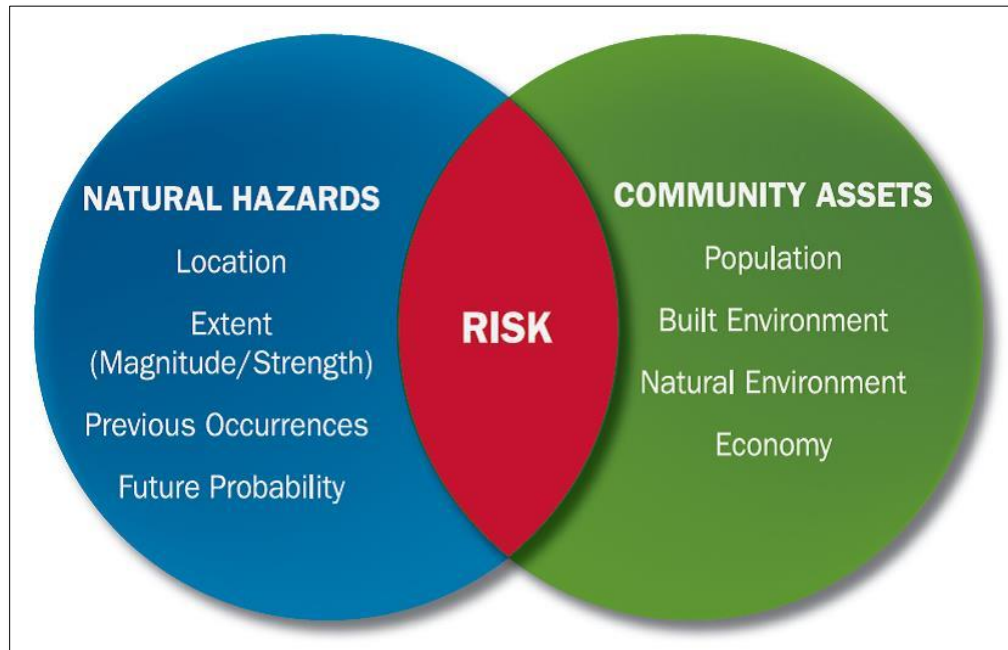 NATURAL HAZARDS
Location
Extent
(Magnitude/Strength)
Previous Occurrences
Future Probability
RISK
COMMUNITY ASSETS
Population
Built Environment
Natural Environment
Economy